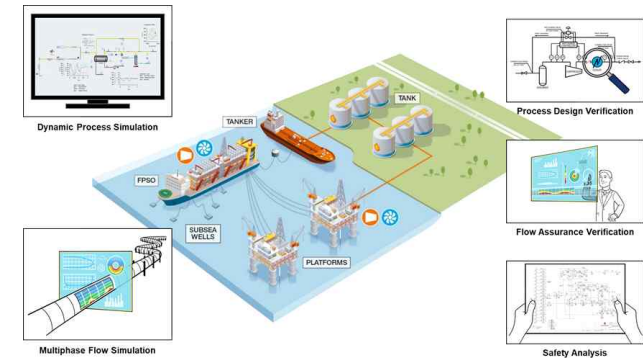 Dynamic Process Simulation
TANKER
TANK
Process Design Verification
FPSO
SUBSEA
WELLS
PLATFORMS
Flow Assurance Verification
Multiphase Flow Simulation
Safety Analysis